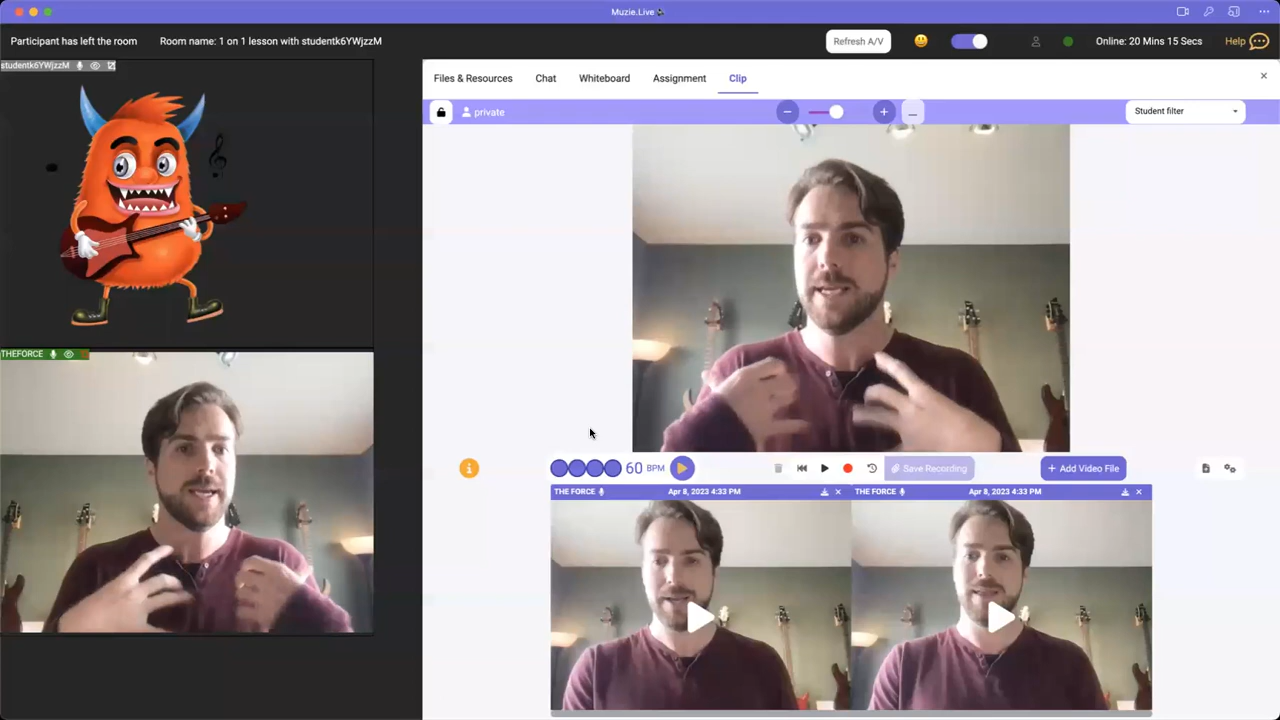 Muzie.Live
Participant has left the room
Room name: 1 on 1 lesson with studentk6YWjzzM
Refresh A/V
Online: 20 Mins 15 Secs
Help
studentk6YWjzzM
Files & Resources
Chat
Whiteboard
Assignment
Clip
private
Student filter
THEFORCE
60 BPM
Save Recording
+ Add Video File
THE FORCE
Apr 8, 2023 4:33 PM
THE FORCE
Apr 8, 2023 4:33 PM